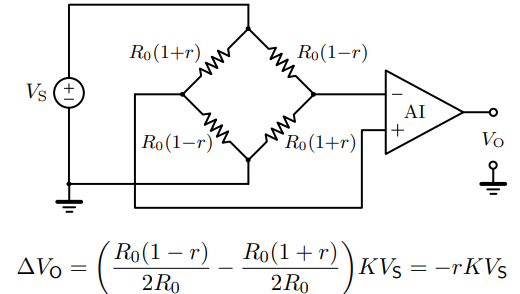 R₀(1+r) R₀(1−r)
V_S + − − AI
R₀(1−r) R₀(1+r) + V_O
ΔV_O = ( R₀(1 − r) / 2R₀ − R₀(1 + r) / 2R₀ ) KV_S = −rKV_S